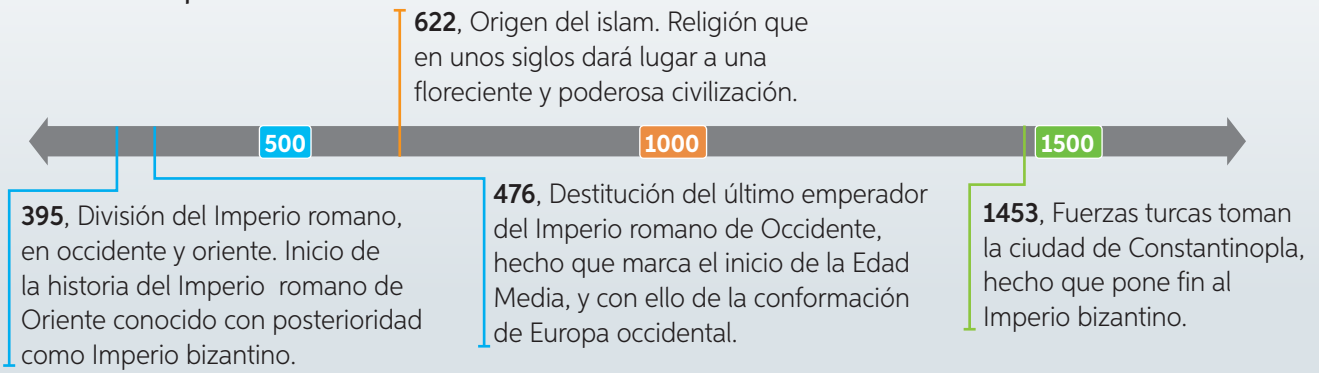 622, Origen del islam. Religión que
en unos siglos dará lugar a una
floreciente y poderosa civilización.
500
1000
1500
395, División del Imperio romano,
en occidente y oriente. Inicio de
la historia del Imperio romano de
Oriente conocido con posterioridad
como Imperio bizantino.
476, Destitución del último emperador
del Imperio romano de Occidente,
hecho que marca el inicio de la Edad
Media, y con ello de la conformación
de Europa occidental.
1453, Fuerzas turcas toman
la ciudad de Constantinopla,
hecho que pone fin al
Imperio bizantino.